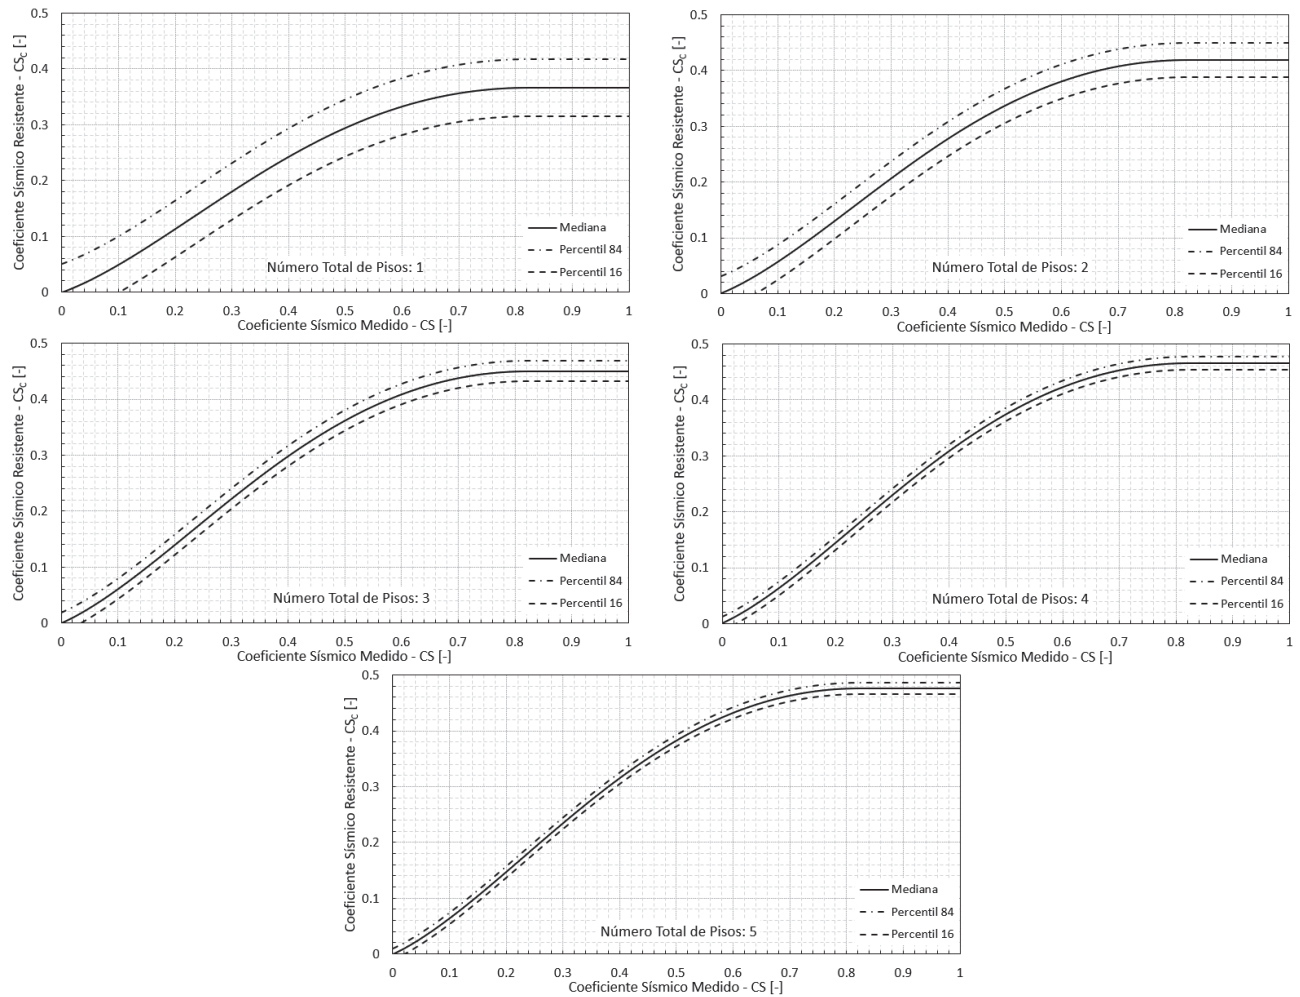 Coeficiente Sísmico Resistente - CS_C [-]
0.5
0.4
0.3
0.2
0.1
0
Mediana
Percentil 84
Percentil 16
Número Total de Pisos: 1
0 0.1 0.2 0.3 0.4 0.5 0.6 0.7 0.8 0.9 1
Coeficiente Sísmico Medido - CS [-]
Coeficiente Sísmico Resistente - CS_C [-]
0.5
0.4
0.3
0.2
0.1
0
Mediana
Percentil 84
Percentil 16
Número Total de Pisos: 2
0 0.1 0.2 0.3 0.4 0.5 0.6 0.7 0.8 0.9 1
Coeficiente Sísmico Medido - CS [-]
Coeficiente Sísmico Resistente - CS_C [-]
0.5
0.4
0.3
0.2
0.1
0
Mediana
Percentil 84
Percentil 16
Número Total de Pisos: 3
0 0.1 0.2 0.3 0.4 0.5 0.6 0.7 0.8 0.9 1
Coeficiente Sísmico Medido - CS [-]
Coeficiente Sísmico Resistente - CS_C [-]
0.5
0.4
0.3
0.2
0.1
0
Mediana
Percentil 84
Percentil 16
Número Total de Pisos: 4
0 0.1 0.2 0.3 0.4 0.5 0.6 0.7 0.8 0.9 1
Coeficiente Sísmico Medido - CS [-]
Coeficiente Sísmico Resistente - CS_C [-]
0.5
0.4
0.3
0.2
0.1
0
Mediana
Percentil 84
Percentil 16
Número Total de Pisos: 5
0 0.1 0.2 0.3 0.4 0.5 0.6 0.7 0.8 0.9 1
Coeficiente Sísmico Medido - CS [-]